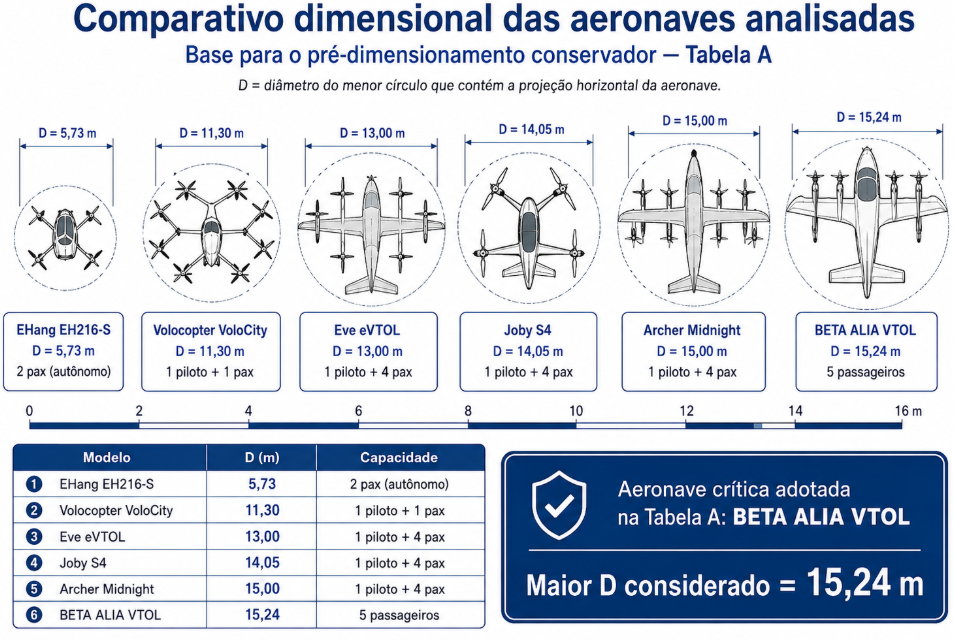 Comparativo dimensional das aeronaves analisadas
Base para o pré-dimensionamento conservador — Tabela A
D = diâmetro do menor círculo que contém a projeção horizontal da aeronave.
D = 5,73 m
D = 11,30 m
D = 13,00 m
D = 14,05 m
D = 15,00 m
D = 15,24 m
EHang EH216-S
D = 5,73 m
2 pax (autônomo)
Volocopter VoloCity
D = 11,30 m
1 piloto + 1 pax
Eve eVTOL
D = 13,00 m
1 piloto + 4 pax
Joby S4
D = 14,05 m
1 piloto + 4 pax
Archer Midnight
D = 15,00 m
1 piloto + 4 pax
BETA ALIA VTOL
D = 15,24 m
5 passageiros
0 2 4 6 8 10 12 14 16 m
Modelo D (m) Capacidade
1 EHang EH216-S 5,73 2 pax (autônomo)
2 Volocopter VoloCity 11,30 1 piloto + 1 pax
3 Eve eVTOL 13,00 1 piloto + 4 pax
4 Joby S4 14,05 1 piloto + 4 pax
5 Archer Midnight 15,00 1 piloto + 4 pax
6 BETA ALIA VTOL 15,24 5 passageiros
Aeronave crítica adotada
na Tabela A: BETA ALIA VTOL
Maior D considerado = 15,24 m